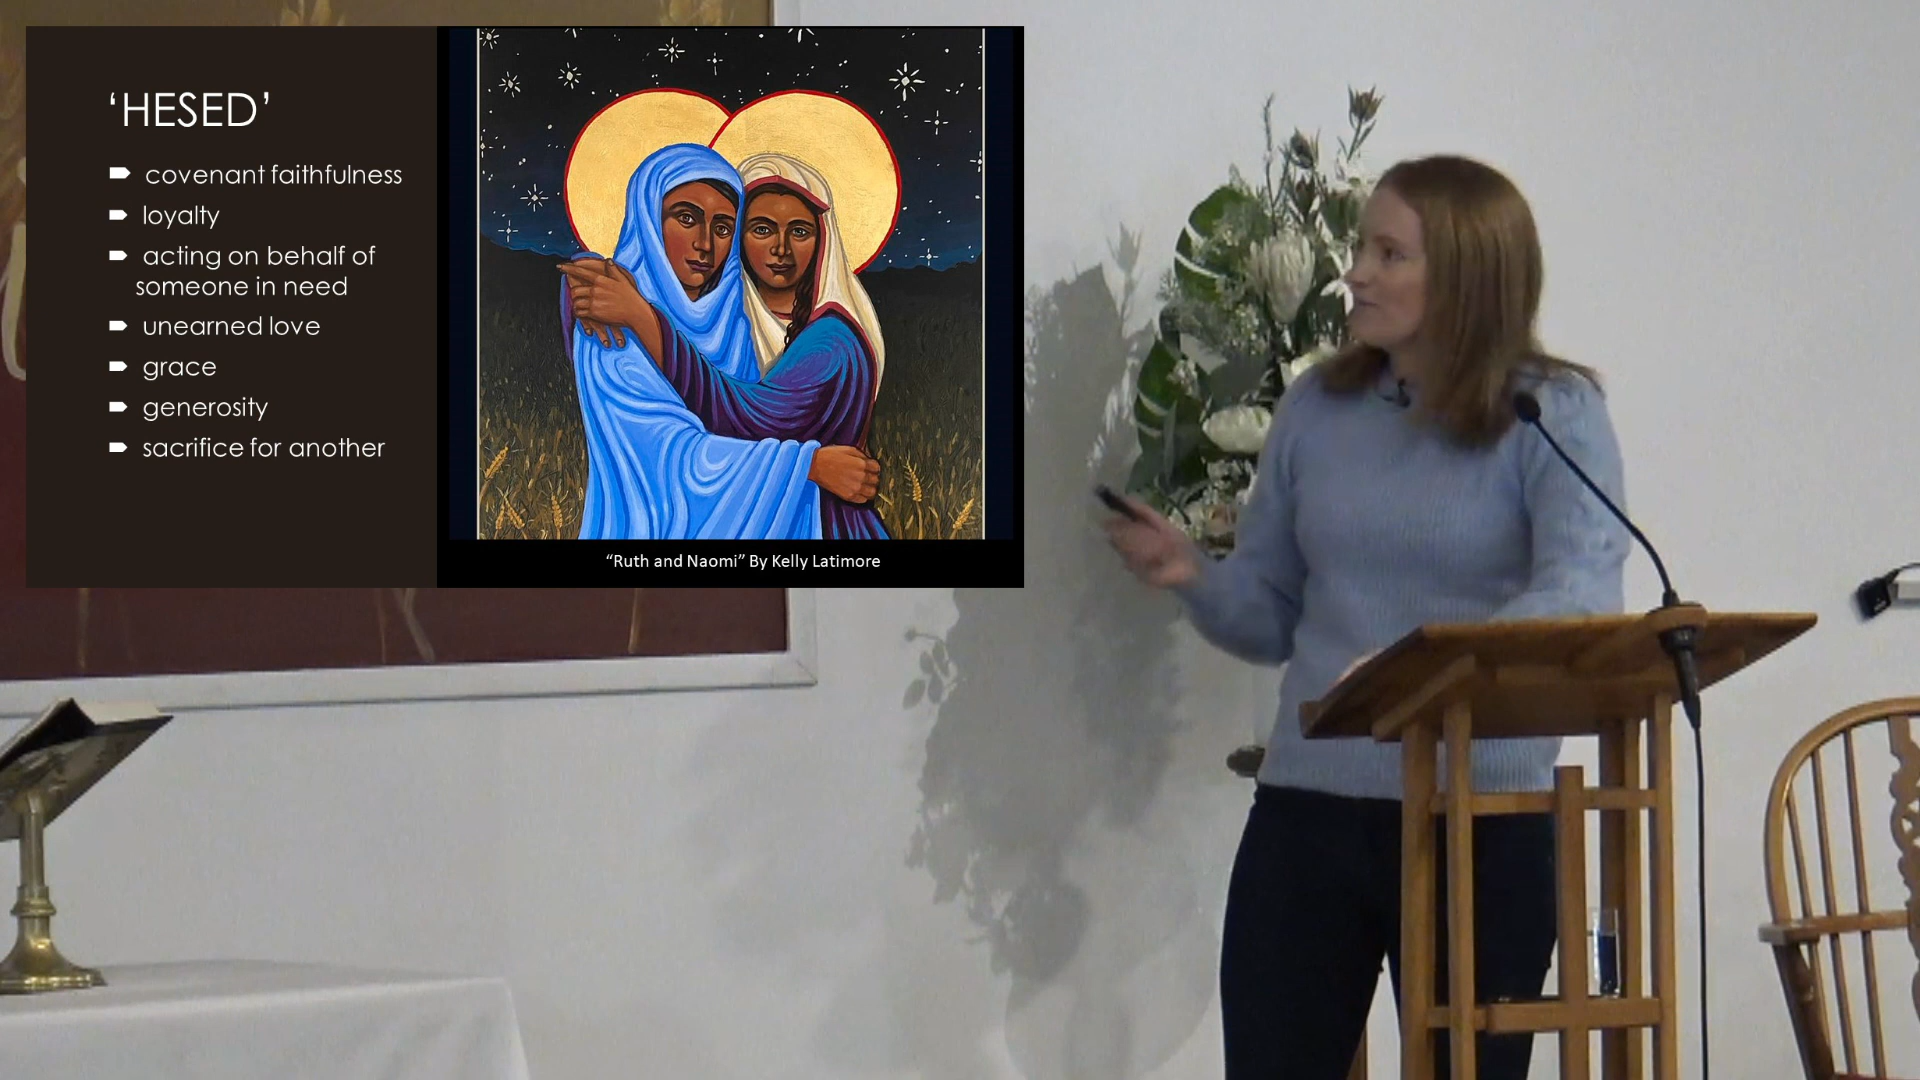 ‘HESED’
covenant faithfulness
loyalty
acting on behalf of
someone in need
unearned love
grace
generosity
sacrifice for another
“Ruth and Naomi” By Kelly Latimore